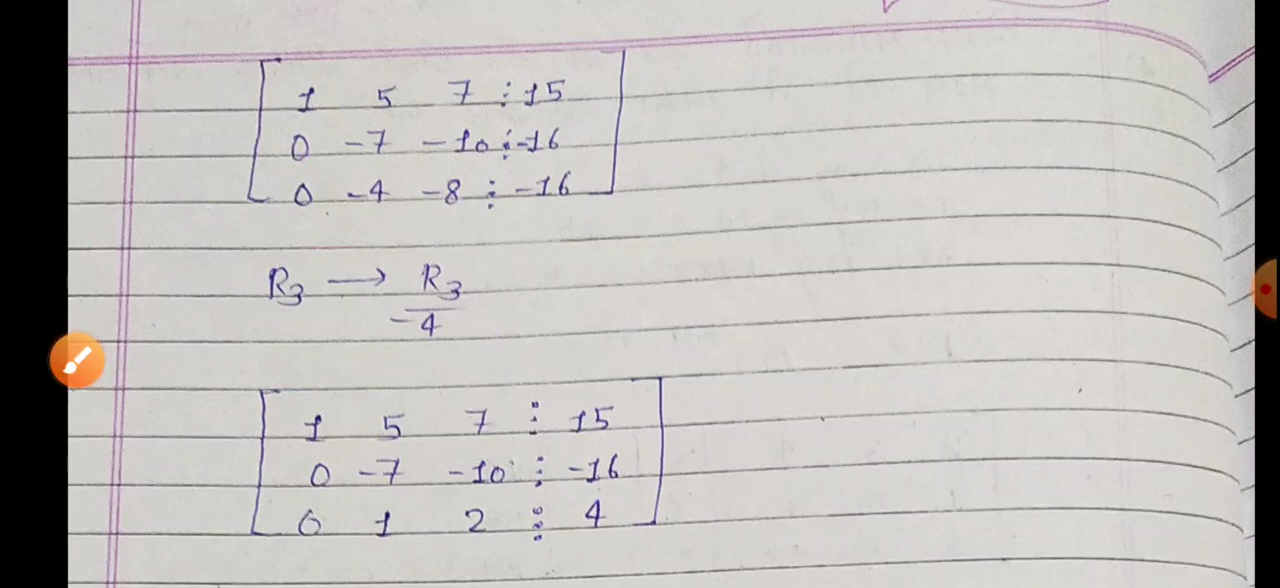 1 5 7 ⋮ 15
0 -7 -10 ⋮ -16
0 -4 -8 ⋮ -16
R₃ → R₃
-4
1 5 7 ⋮ 15
0 -7 -10 ⋮ -16
0 1 2 ⋮ 4